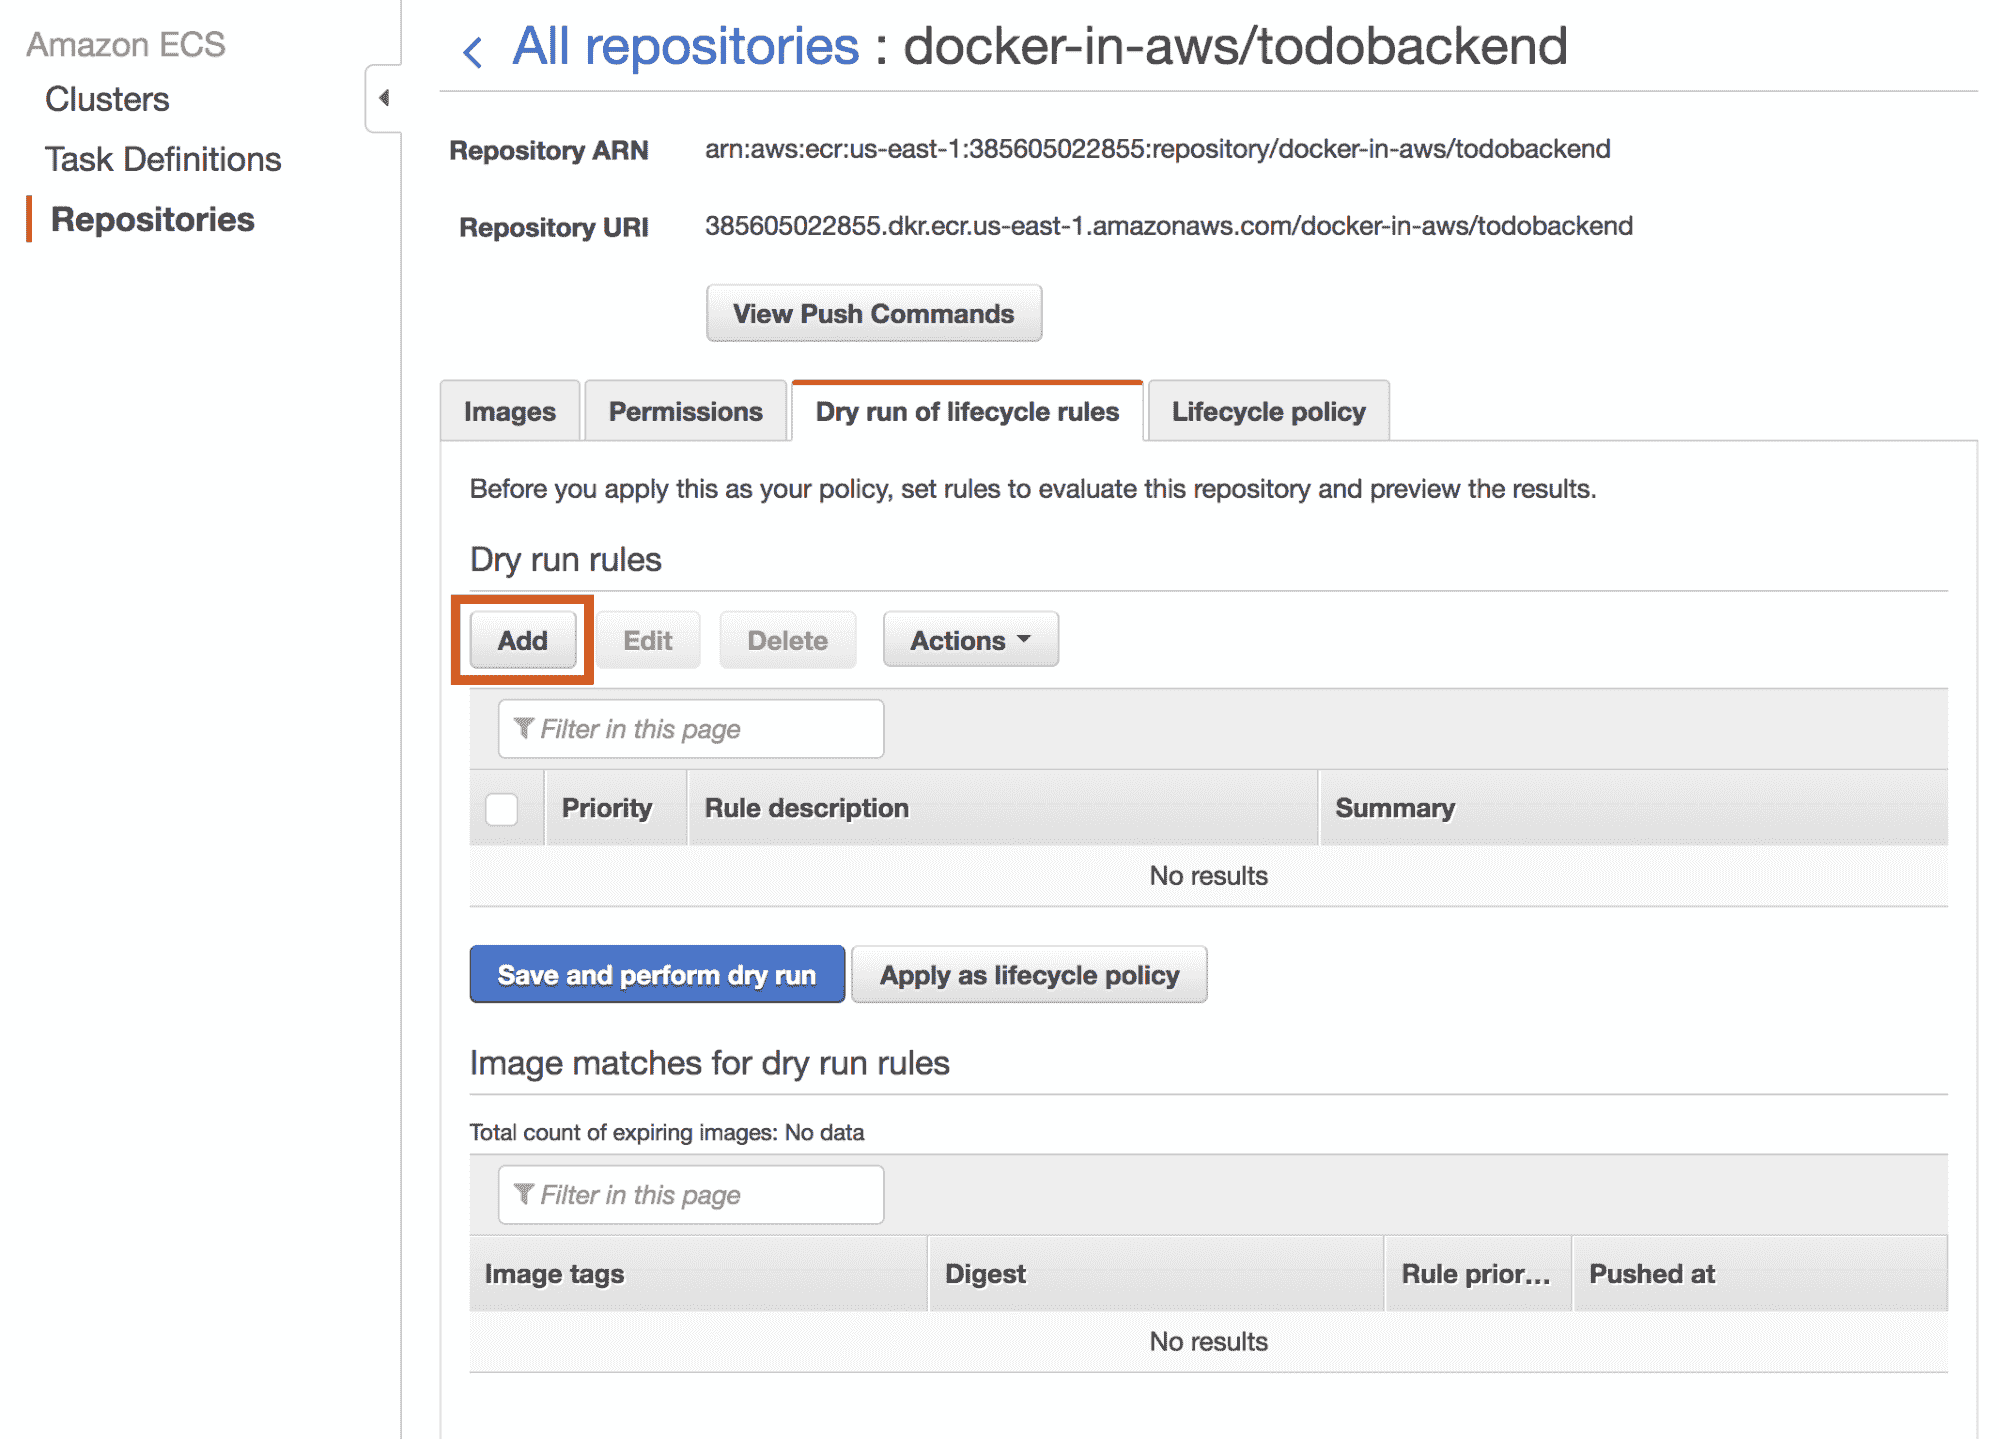 Amazon ECS
Clusters
Task Definitions
Repositories
All repositories : docker-in-aws/todobackend
Repository ARN arn:aws:ecr:us-east-1:385605022855:repository/docker-in-aws/todobackend
Repository URI 385605022855.dkr.ecr.us-east-1.amazonaws.com/docker-in-aws/todobackend
View Push Commands
Images Permissions Dry run of lifecycle rules Lifecycle policy
Before you apply this as your policy, set rules to evaluate this repository and preview the results.
Dry run rules
Add Edit Delete Actions
Filter in this page
Priority Rule description Summary
No results
Save and perform dry run Apply as lifecycle policy
Image matches for dry run rules
Total count of expiring images: No data
Filter in this page
Image tags Digest Rule prior... Pushed at
No results